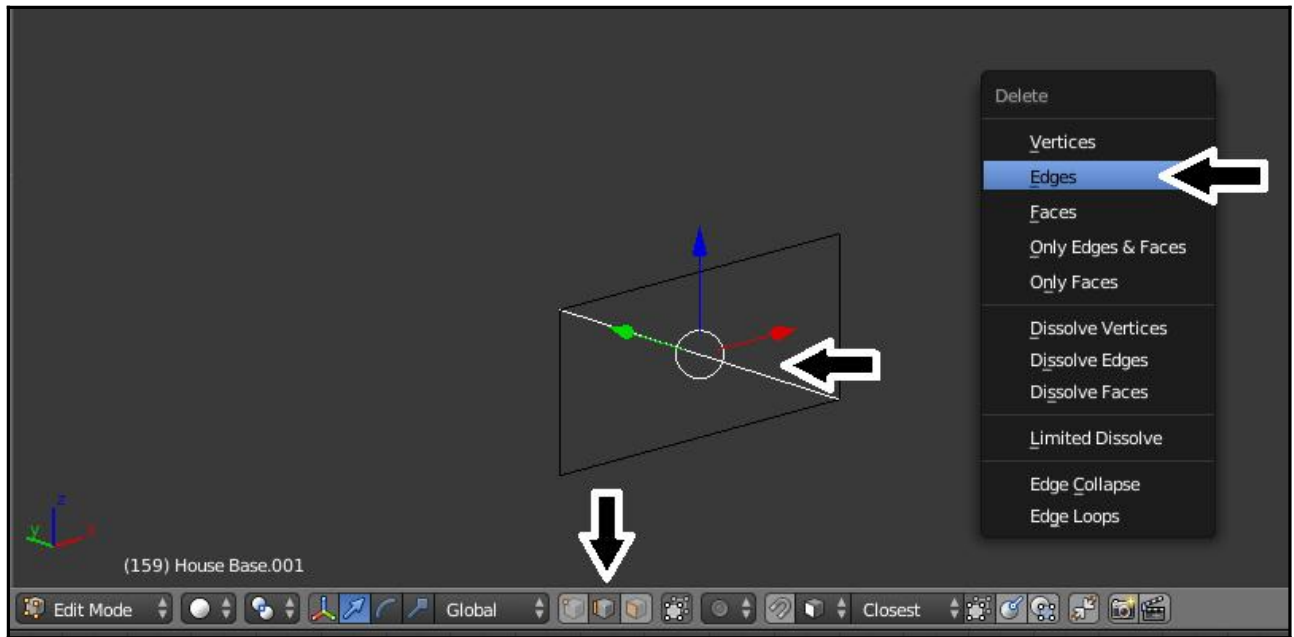 Delete
Vertices
Edges
Faces
Only Edges & Faces
Only Faces
Dissolve Vertices
Dissolve Edges
Dissolve Faces
Limited Dissolve
Edge Collapse
Edge Loops
z
y x
(159) House Base.001
Edit Mode Global Closest